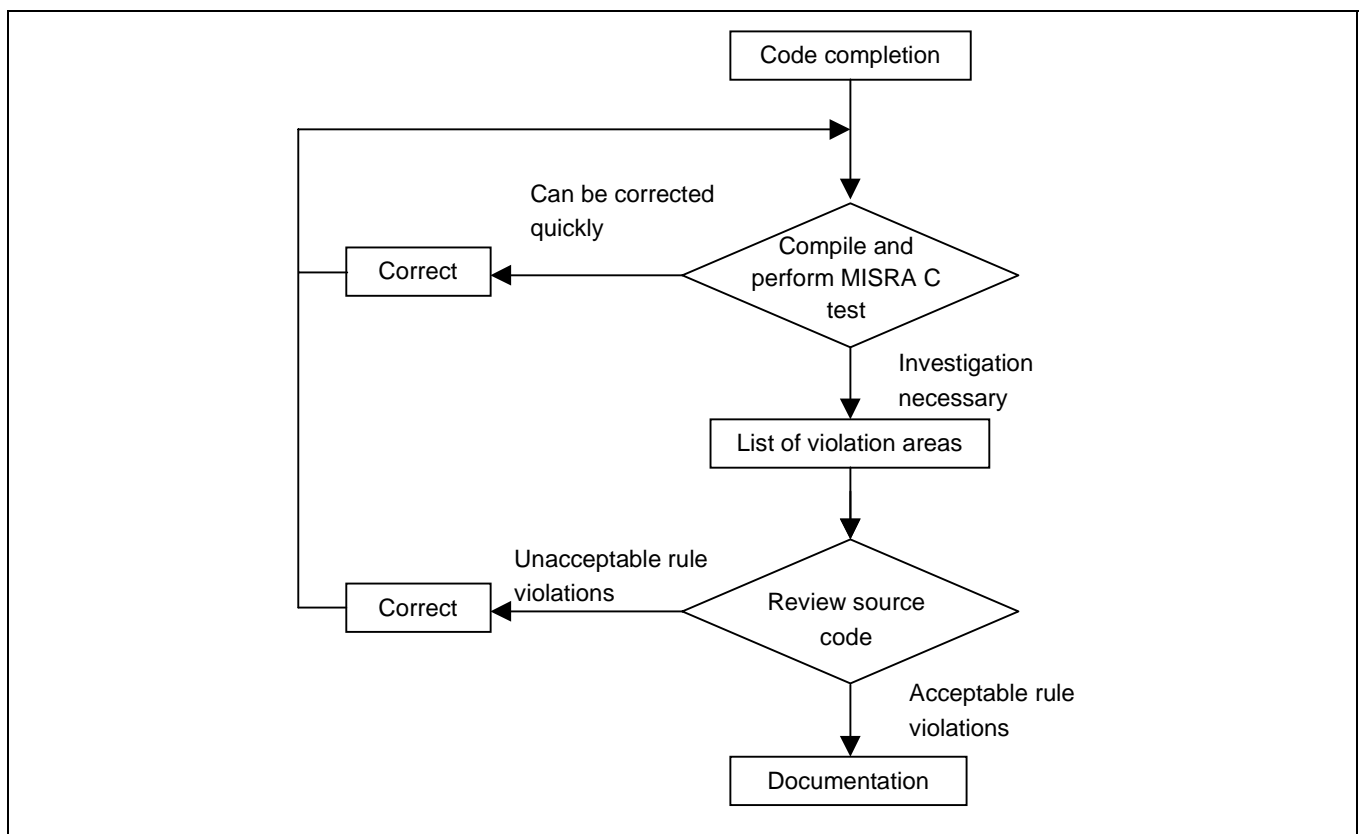 Code completion
Can be corrected
quickly
Compile and
perform MISRA C
test
Correct
Investigation
necessary
List of violation areas
Unacceptable rule
violations
Correct
Review source
code
Acceptable rule
violations
Documentation